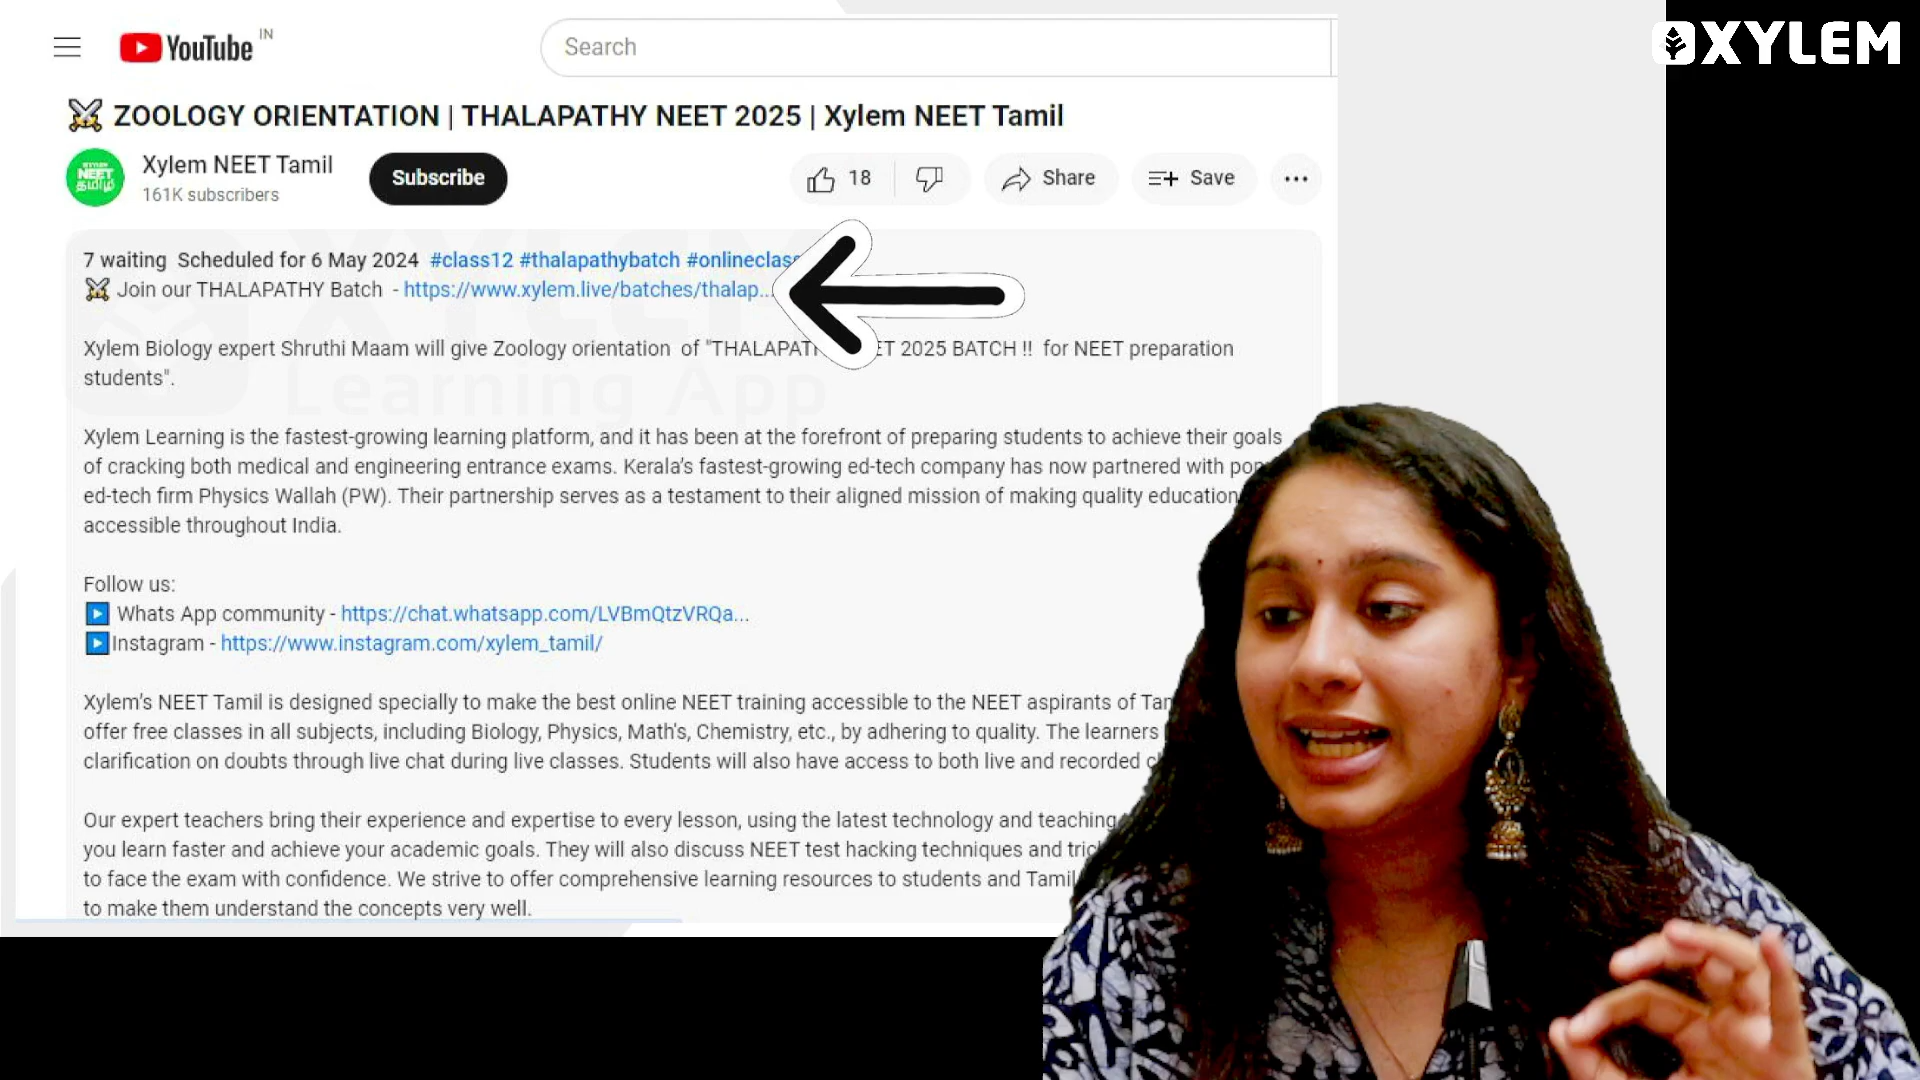 XYLEM
YouTube IN
Search
⚔️ ZOOLOGY ORIENTATION | THALAPATHY NEET 2025 | Xylem NEET Tamil
NEET
தமிழ்
Xylem NEET Tamil
161K subscribers
Subscribe
18
Share
Save
7 waiting Scheduled for 6 May 2024 #class12 #thalapathybatch #onlineclass
⚔️ Join our THALAPATHY Batch - https://www.xylem.live/batches/thalap...
Xylem Biology expert Shruthi Maam will give Zoology orientation of "THALAPAT 2025 BATCH !! for NEET preparation
students".
XYLEM
Learning App
Xylem Learning is the fastest-growing learning platform, and it has been at the forefront of preparing students to achieve their goals
of cracking both medical and engineering entrance exams. Kerala's fastest-growing ed-tech company has now partnered with
ed-tech firm Physics Wallah (PW). Their partnership serves as a testament to their aligned mission of making quality education
accessible throughout India.
Follow us:
▶️ Whats App community - https://chat.whatsapp.com/LVBmQtzVRQa...
▶️Instagram - https://www.instagram.com/xylem_tamil/
Xylem's NEET Tamil is designed specially to make the best online NEET training accessible to the NEET aspirants of
offer free classes in all subjects, including Biology, Physics, Math's, Chemistry, etc., by adhering to quality. The learners
clarification on doubts through live chat during live classes. Students will also have access to both live and recorded
Our expert teachers bring their experience and expertise to every lesson, using the latest technology and teaching
you learn faster and achieve your academic goals. They will also discuss NEET test hacking techniques and
to face the exam with confidence. We strive to offer comprehensive learning resources to students and Tamil
to make them understand the concepts very well.